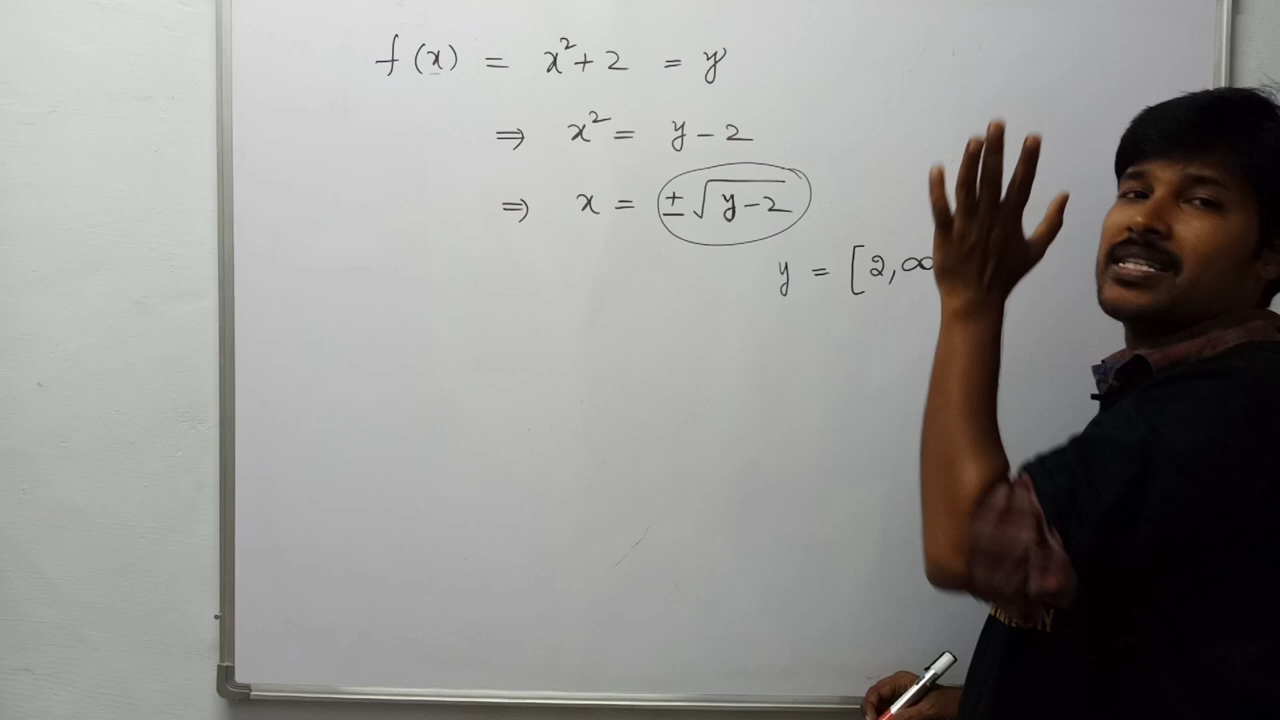 f(x) = x²+2 = y
⇒ x² = y-2
⇒ x = ±√y-2
y = [2,∞